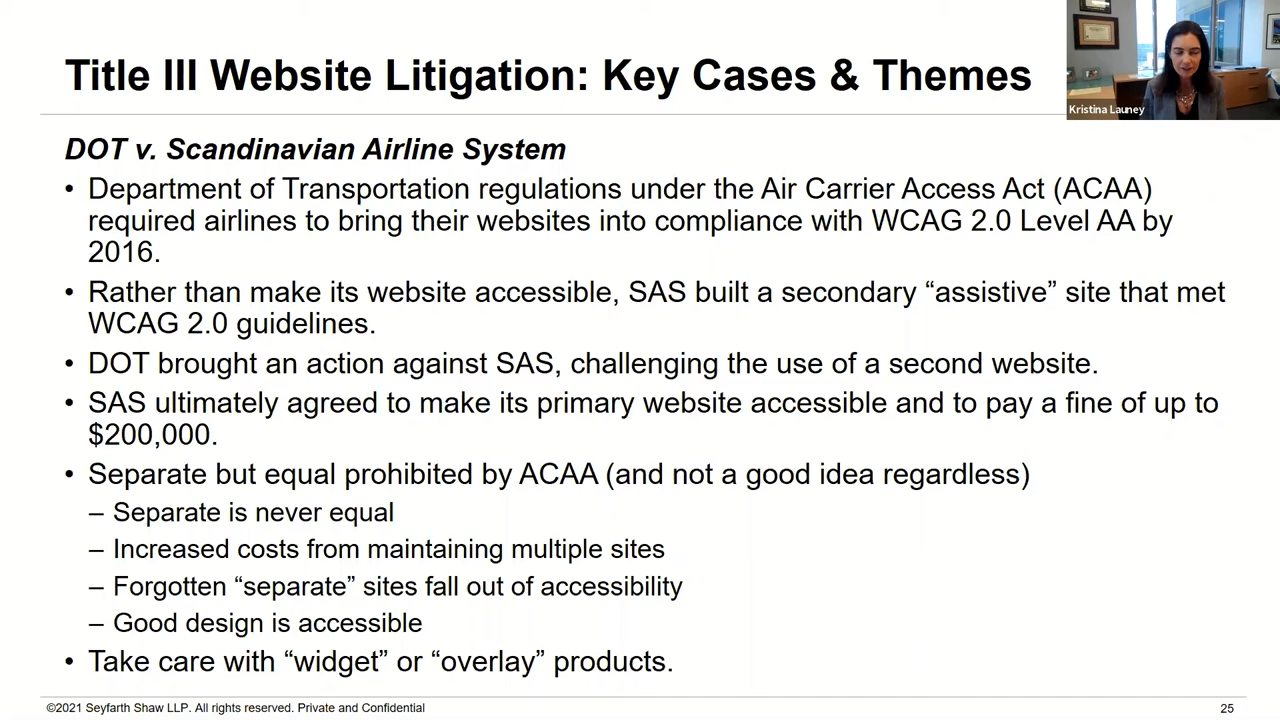 Title III Website Litigation: Key Cases & Themes
Kristina Launey
DOT v. Scandinavian Airline System
• Department of Transportation regulations under the Air Carrier Access Act (ACAA)
required airlines to bring their websites into compliance with WCAG 2.0 Level AA by
2016.
• Rather than make its website accessible, SAS built a secondary “assistive” site that met
WCAG 2.0 guidelines.
• DOT brought an action against SAS, challenging the use of a second website.
• SAS ultimately agreed to make its primary website accessible and to pay a fine of up to
$200,000.
• Separate but equal prohibited by ACAA (and not a good idea regardless)
– Separate is never equal
– Increased costs from maintaining multiple sites
– Forgotten “separate” sites fall out of accessibility
– Good design is accessible
• Take care with “widget” or “overlay” products.
©2021 Seyfarth Shaw LLP. All rights reserved. Private and Confidential
25